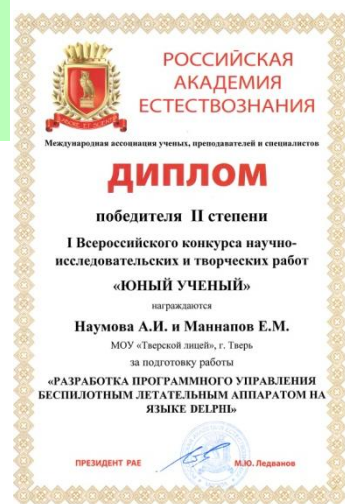 РОССИЙСКАЯ
АКАДЕМИЯ
ЕСТЕСТВОЗНАНИЯ
Международная ассоциация ученых, преподавателей и специалистов
ДИПЛОМ
победителя II степени
I Всероссийского конкурса научно-
исследовательских и творческих работ
«ЮНЫЙ УЧЕНЫЙ»
награждаются
Наумова А.И. и Маннапов Е.М.
МОУ «Тверской лицей», г. Тверь
за подготовку работы
«РАЗРАБОТКА ПРОГРАММНОГО УПРАВЛЕНИЯ
БЕСПИЛОТНЫМ ЛЕТАТЕЛЬНЫМ АППАРАТОМ НА
ЯЗЫКЕ DELPHI»
ПРЕЗИДЕНТ РАЕ М.Ю. Ледванов